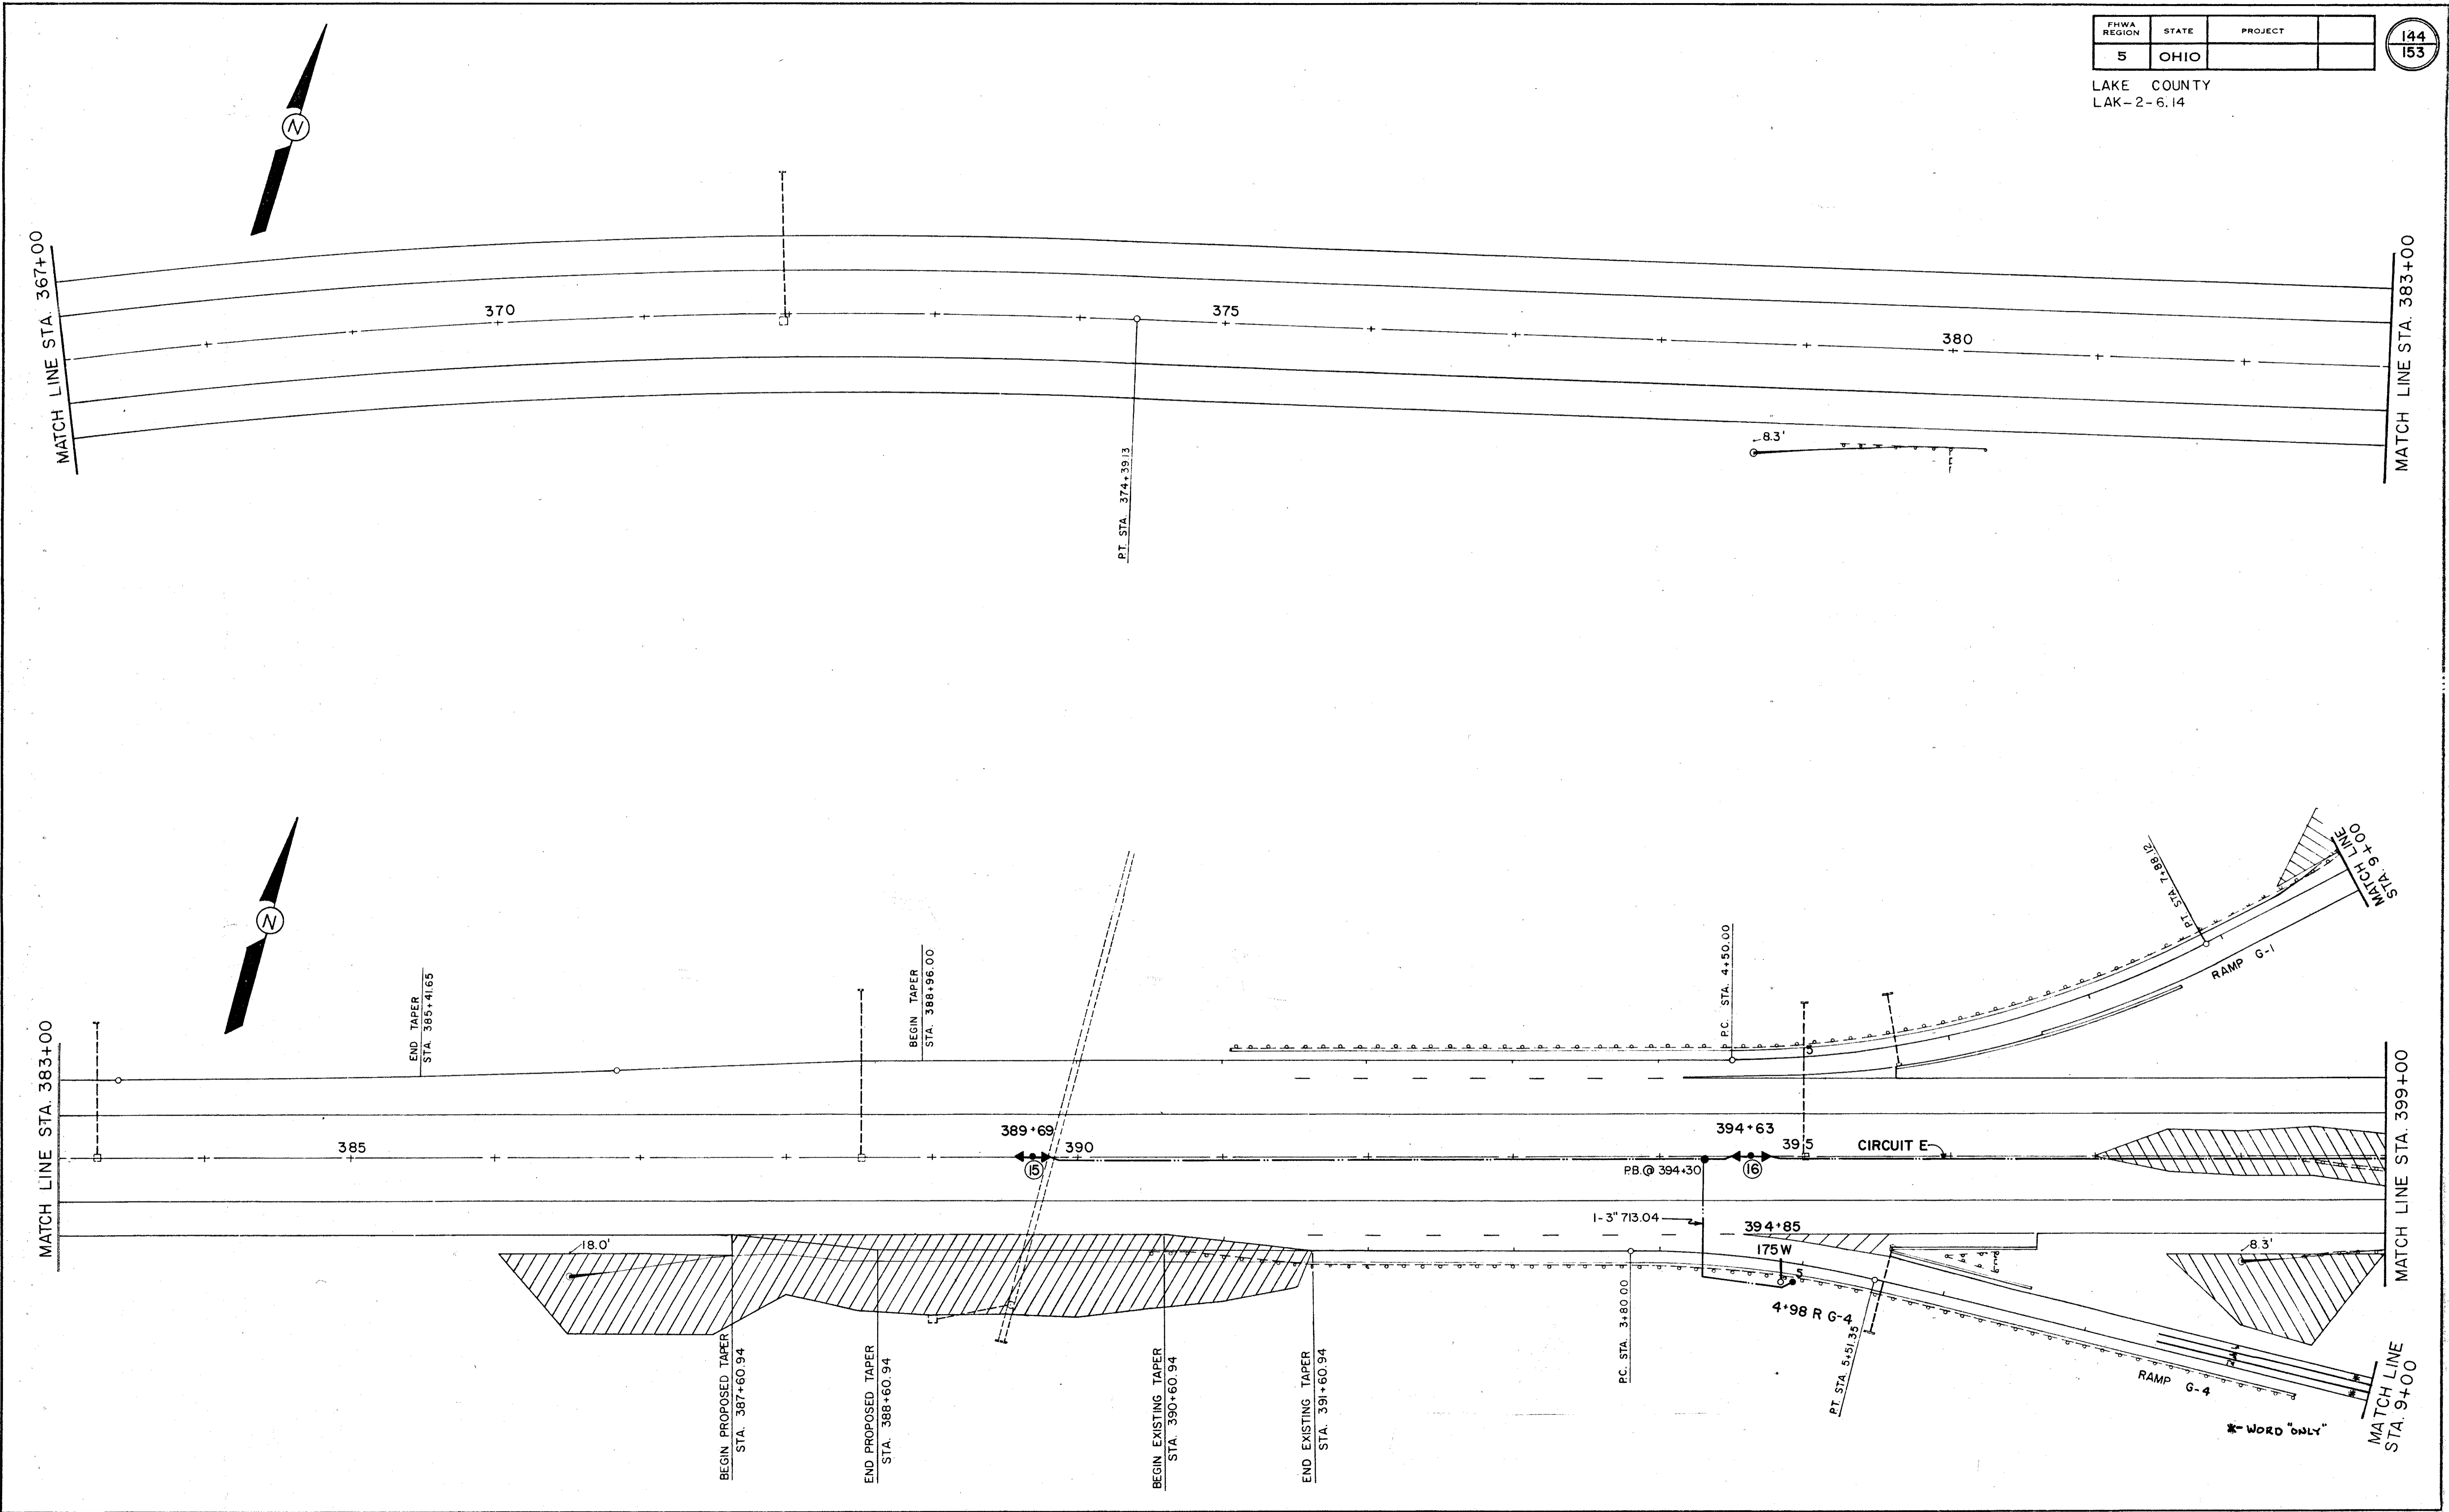 FHWA REGION STATE PROJECT
5 OHIO
144
153
LAKE COUNTY
LAK-2-6.14
N
MATCH LINE STA. 367+00
370
375
380
P.T. STA. 374+39.13
8.3'
MATCH LINE STA. 383+00
N
MATCH LINE STA. 383+00
END TAPER
STA. 385+41.65
BEGIN TAPER
STA. 388+96.00
P.C. STA. 4+50.00
P.T. STA. 7+88.12
MATCH LINE
STA. 9+00
RAMP G-1
5
385
389+69
15
390
394+63
16
395
CIRCUIT E
P.B.@ 394+30
1-3" 713.04
394+85
175W
5
4+98 R G-4
18.0'
8.3'
BEGIN PROPOSED TAPER
STA. 387+60.94
END PROPOSED TAPER
STA. 388+60.94
BEGIN EXISTING TAPER
STA. 390+60.94
END EXISTING TAPER
STA. 391+60.94
P.C. STA. 3+80.00
P.T. STA. 5+51.35
RAMP G-4
MATCH LINE STA. 399+00
MATCH LINE
STA. 9+00
*-WORD "ONLY"